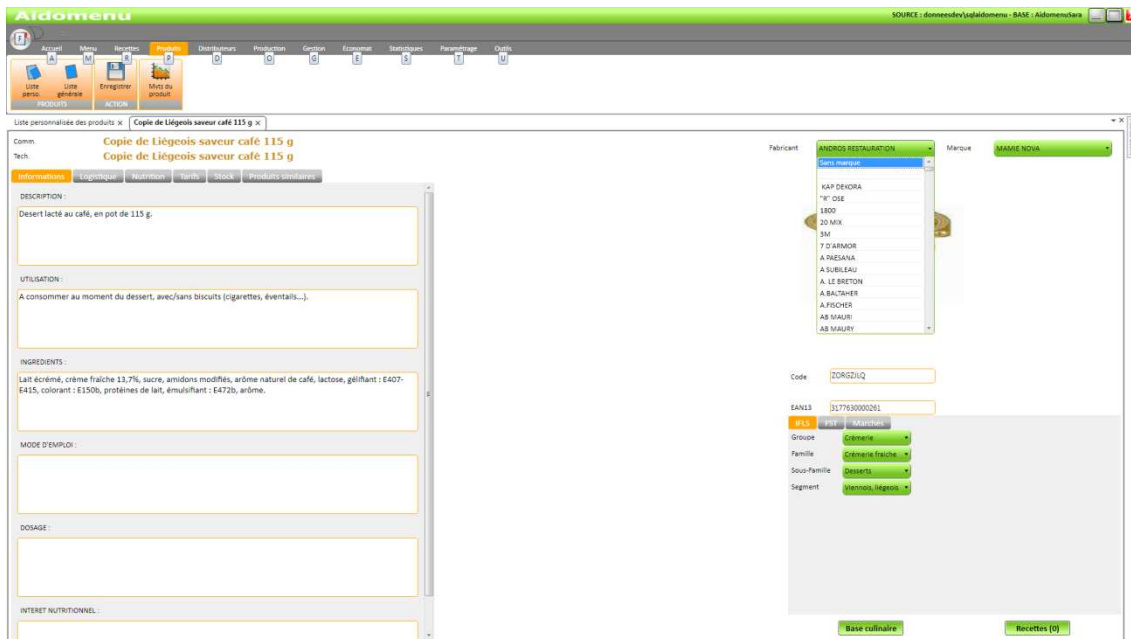 Aidomenu
SOURCE : donneesdev\sqlaidomenu - BASE : AidomenuSara
F
Accueil Menu Recettes Produits Distributeurs Production Gestion Economat Statistiques Paramétrage Outils
A M R P D O G E S T U
Liste perso. Liste générale Enregistrer Mvts du produit
PRODUITS ACTION
Liste personnalisée des produits x Copie de Liégeois saveur café 115 g x
Comm. Copie de Liègeois saveur café 115 g
Tech. Copie de Liègeois saveur café 115 g
Fabricant ANDROS RESTAURATION Marque MAMIE NOVA
Informations Logistique Nutrition Tarifs Stock Produits similaires
DESCRIPTION :
Desert lacté au café, en pot de 115 g.
UTILISATION :
A consommer au moment du dessert, avec/sans biscuits (cigarettes, éventails...).
INGREDIENTS :
Lait écrémé, crème fraîche 13,7%, sucre, amidons modifiés, arôme naturel de café, lactose, gélifiant : E407-
E415, colorant : E150b, protéines de lait, émulsifiant : E472b, arôme.
MODE D'EMPLOI :
DOSAGE :
INTERET NUTRITIONNEL :
Sans marque
KAP DEKORA
"R" OSE
1800
20 MIX
3M
7 D'ARMOR
A PAESANA
A SUBILEAU
A. LE BRETON
A.BALTAHER
A.FISCHER
AB MAURI
AB MAURY
Code ZORGZJLQ
EAN13 3177630000261
IFLS FST Marchés
Groupe Crèmerie
Famille Crèmerie fraiche
Sous-Famille Desserts
Segment Viennois, liégeois
Base culinaire Recettes (0)